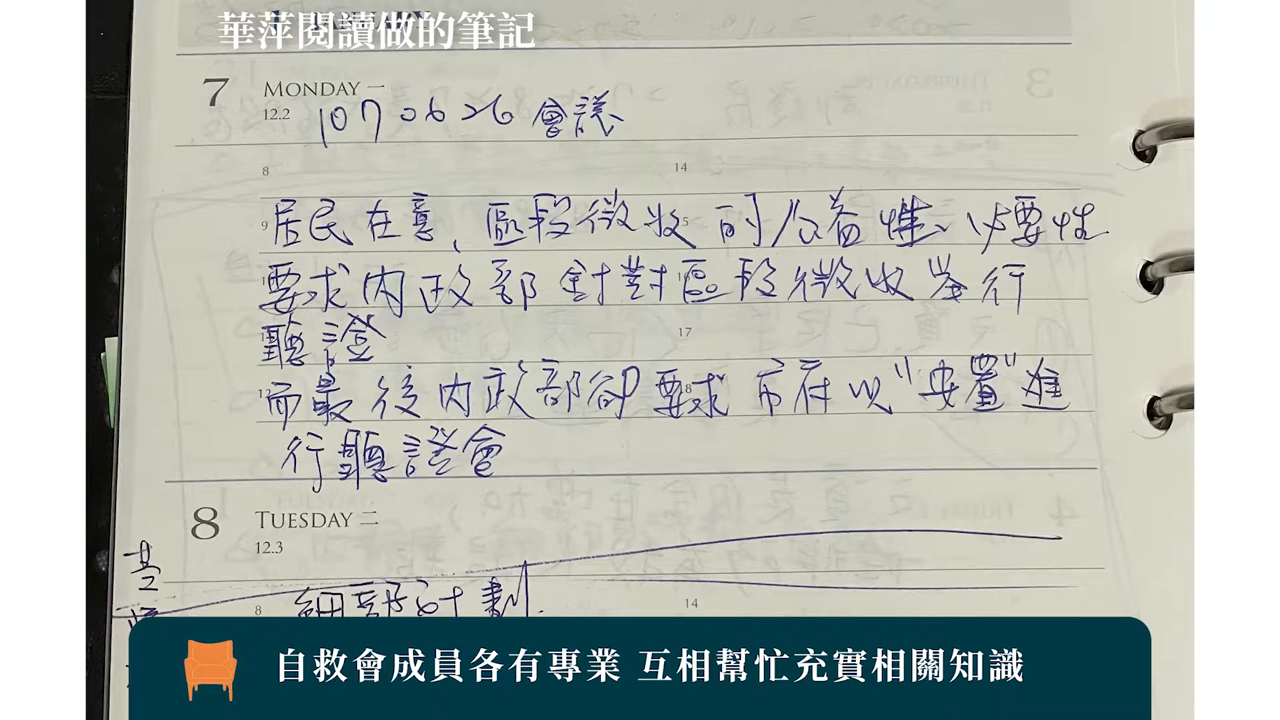 華萍閱讀做的筆記
7 MONDAY 一
12.2 107 06 26 會議
8 14
9 居民在意、區段徵收的公益性、必要性
要求內政部針對區段徵收舉行
聽證 17
而最後內政部卻要求市府以"安置"進
行聽證會
8 TUESDAY 二
12.3
8 細部計劃 14
自救會成員各有專業 互相幫忙充實相關知識